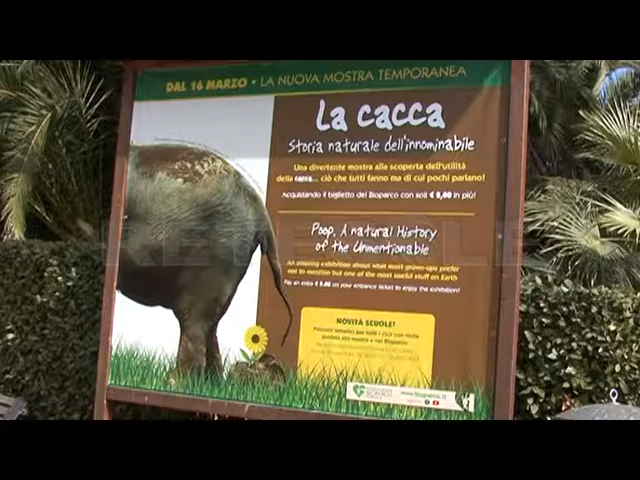 DAL 16 MARZO • LA NUOVA MOSTRA TEMPORANEA
La cacca
Storia naturale dell'innominabile
Una divertente mostra alla scoperta dell'utilità
della cacca... ciò che tutti fanno ma di cui pochi parlano!
Acquistando il biglietto del Bioparco con soli € 2,00 in più!
Poop. A natural History
of the Unmentionable
An amazing exhibition about what most grown-ups prefer
not to mention but one of the most useful stuff on Earth
Pay an extra € 2.00 on your entrance ticket to enjoy the exhibition!
NOVITÀ SCUOLE!
BIOPARCO
www.bioparco.it